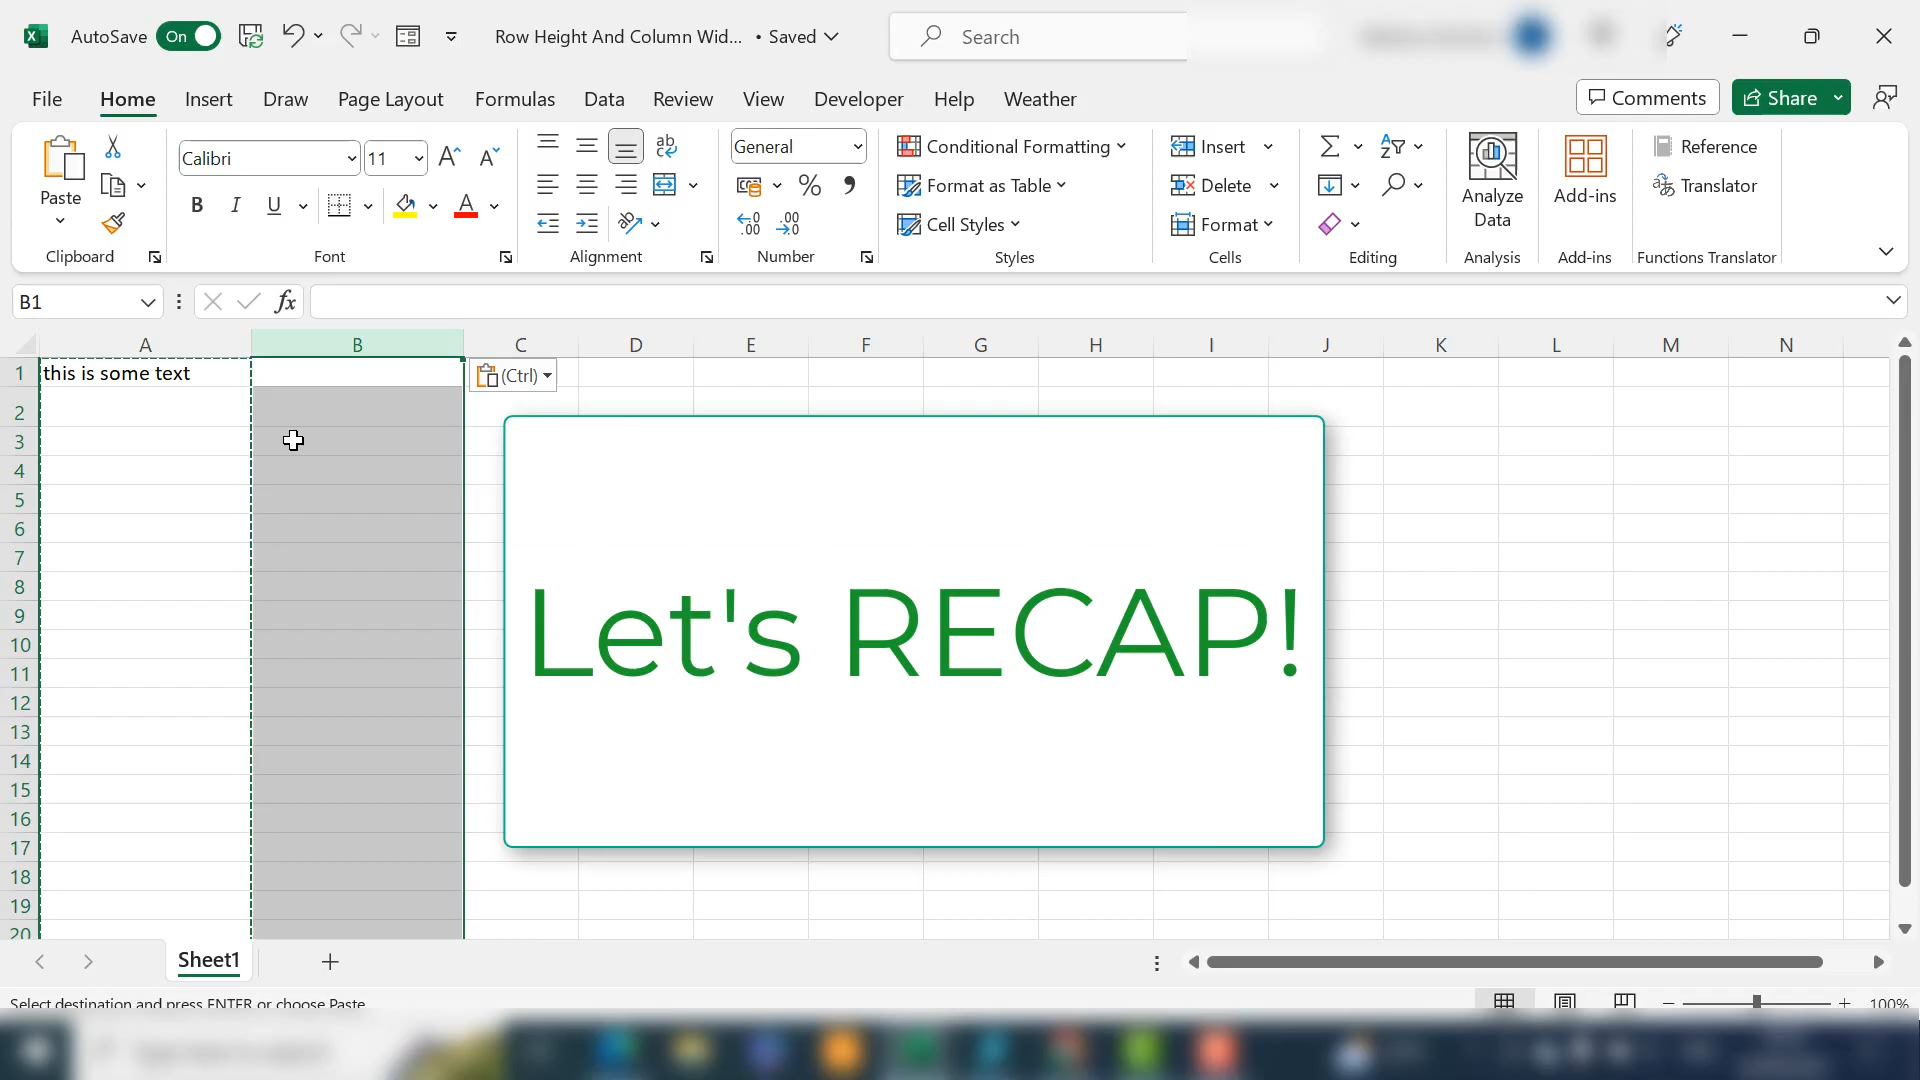 AutoSave On Row Height And Column Wid... • Saved Search
File Home Insert Draw Page Layout Formulas Data Review View Developer Help Weather Comments Share
Paste
Calibri 11
B I U A
ab
General
% 9
Conditional Formatting
Format as Table
Cell Styles
Insert
Delete
Format
Analyze
Data
Add-ins
Reference
Translator
Clipboard Font Alignment Number Styles Cells Editing Analysis Add-ins Functions Translator
B1 fx
A B C D E F G H I J K L M N
1 this is some text (Ctrl)
2
3
4
5
6
7
8
9
10
11
12
13
14
15
16
17
18
19
20
Let's RECAP!
Sheet1
Select destination and press ENTER or choose Paste 100%